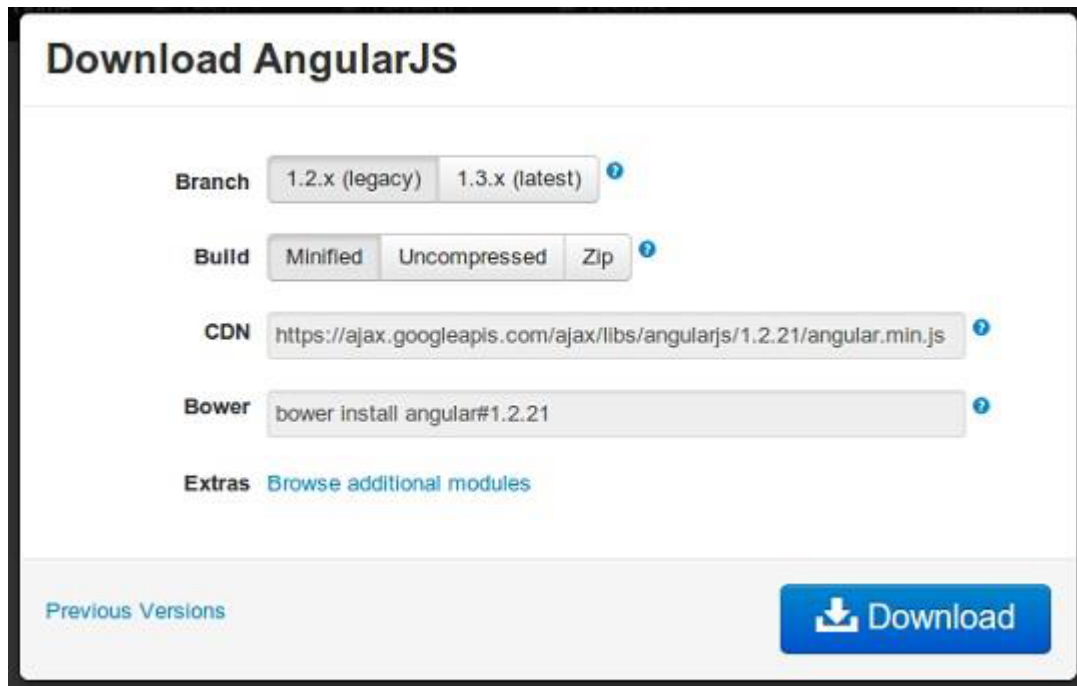 Download AngularJS
Branch 1.2.x (legacy) 1.3.x (latest) ?
Build Minified Uncompressed Zip ?
CDN https://ajax.googleapis.com/ajax/libs/angularjs/1.2.21/angular.min.js ?
Bower bower install angular#1.2.21 ?
Extras Browse additional modules
Previous Versions Download